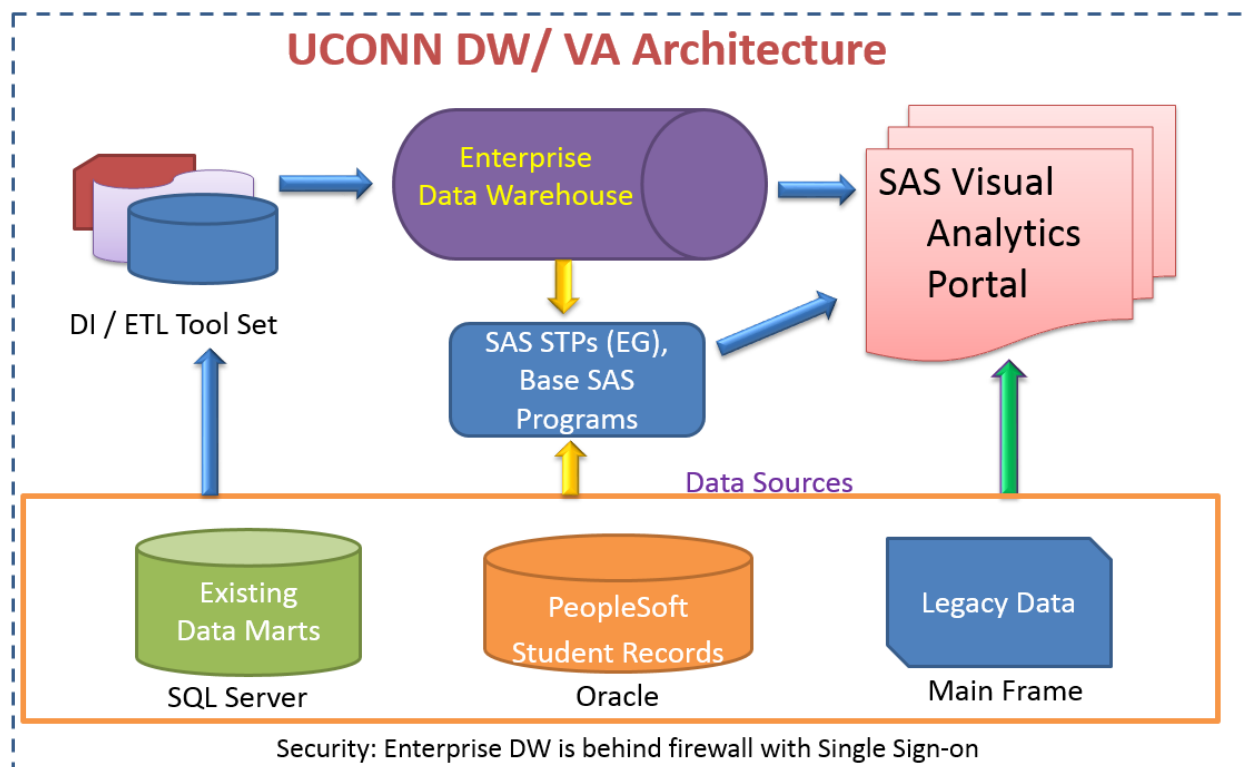 UCONN DW/ VA Architecture
Enterprise
Data Warehouse
SAS Visual
Analytics
Portal
DI / ETL Tool Set
SAS STPs (EG),
Base SAS
Programs
Data Sources
Existing
Data Marts
SQL Server
PeopleSoft
Student Records
Oracle
Legacy Data
Main Frame
Security: Enterprise DW is behind firewall with Single Sign-on